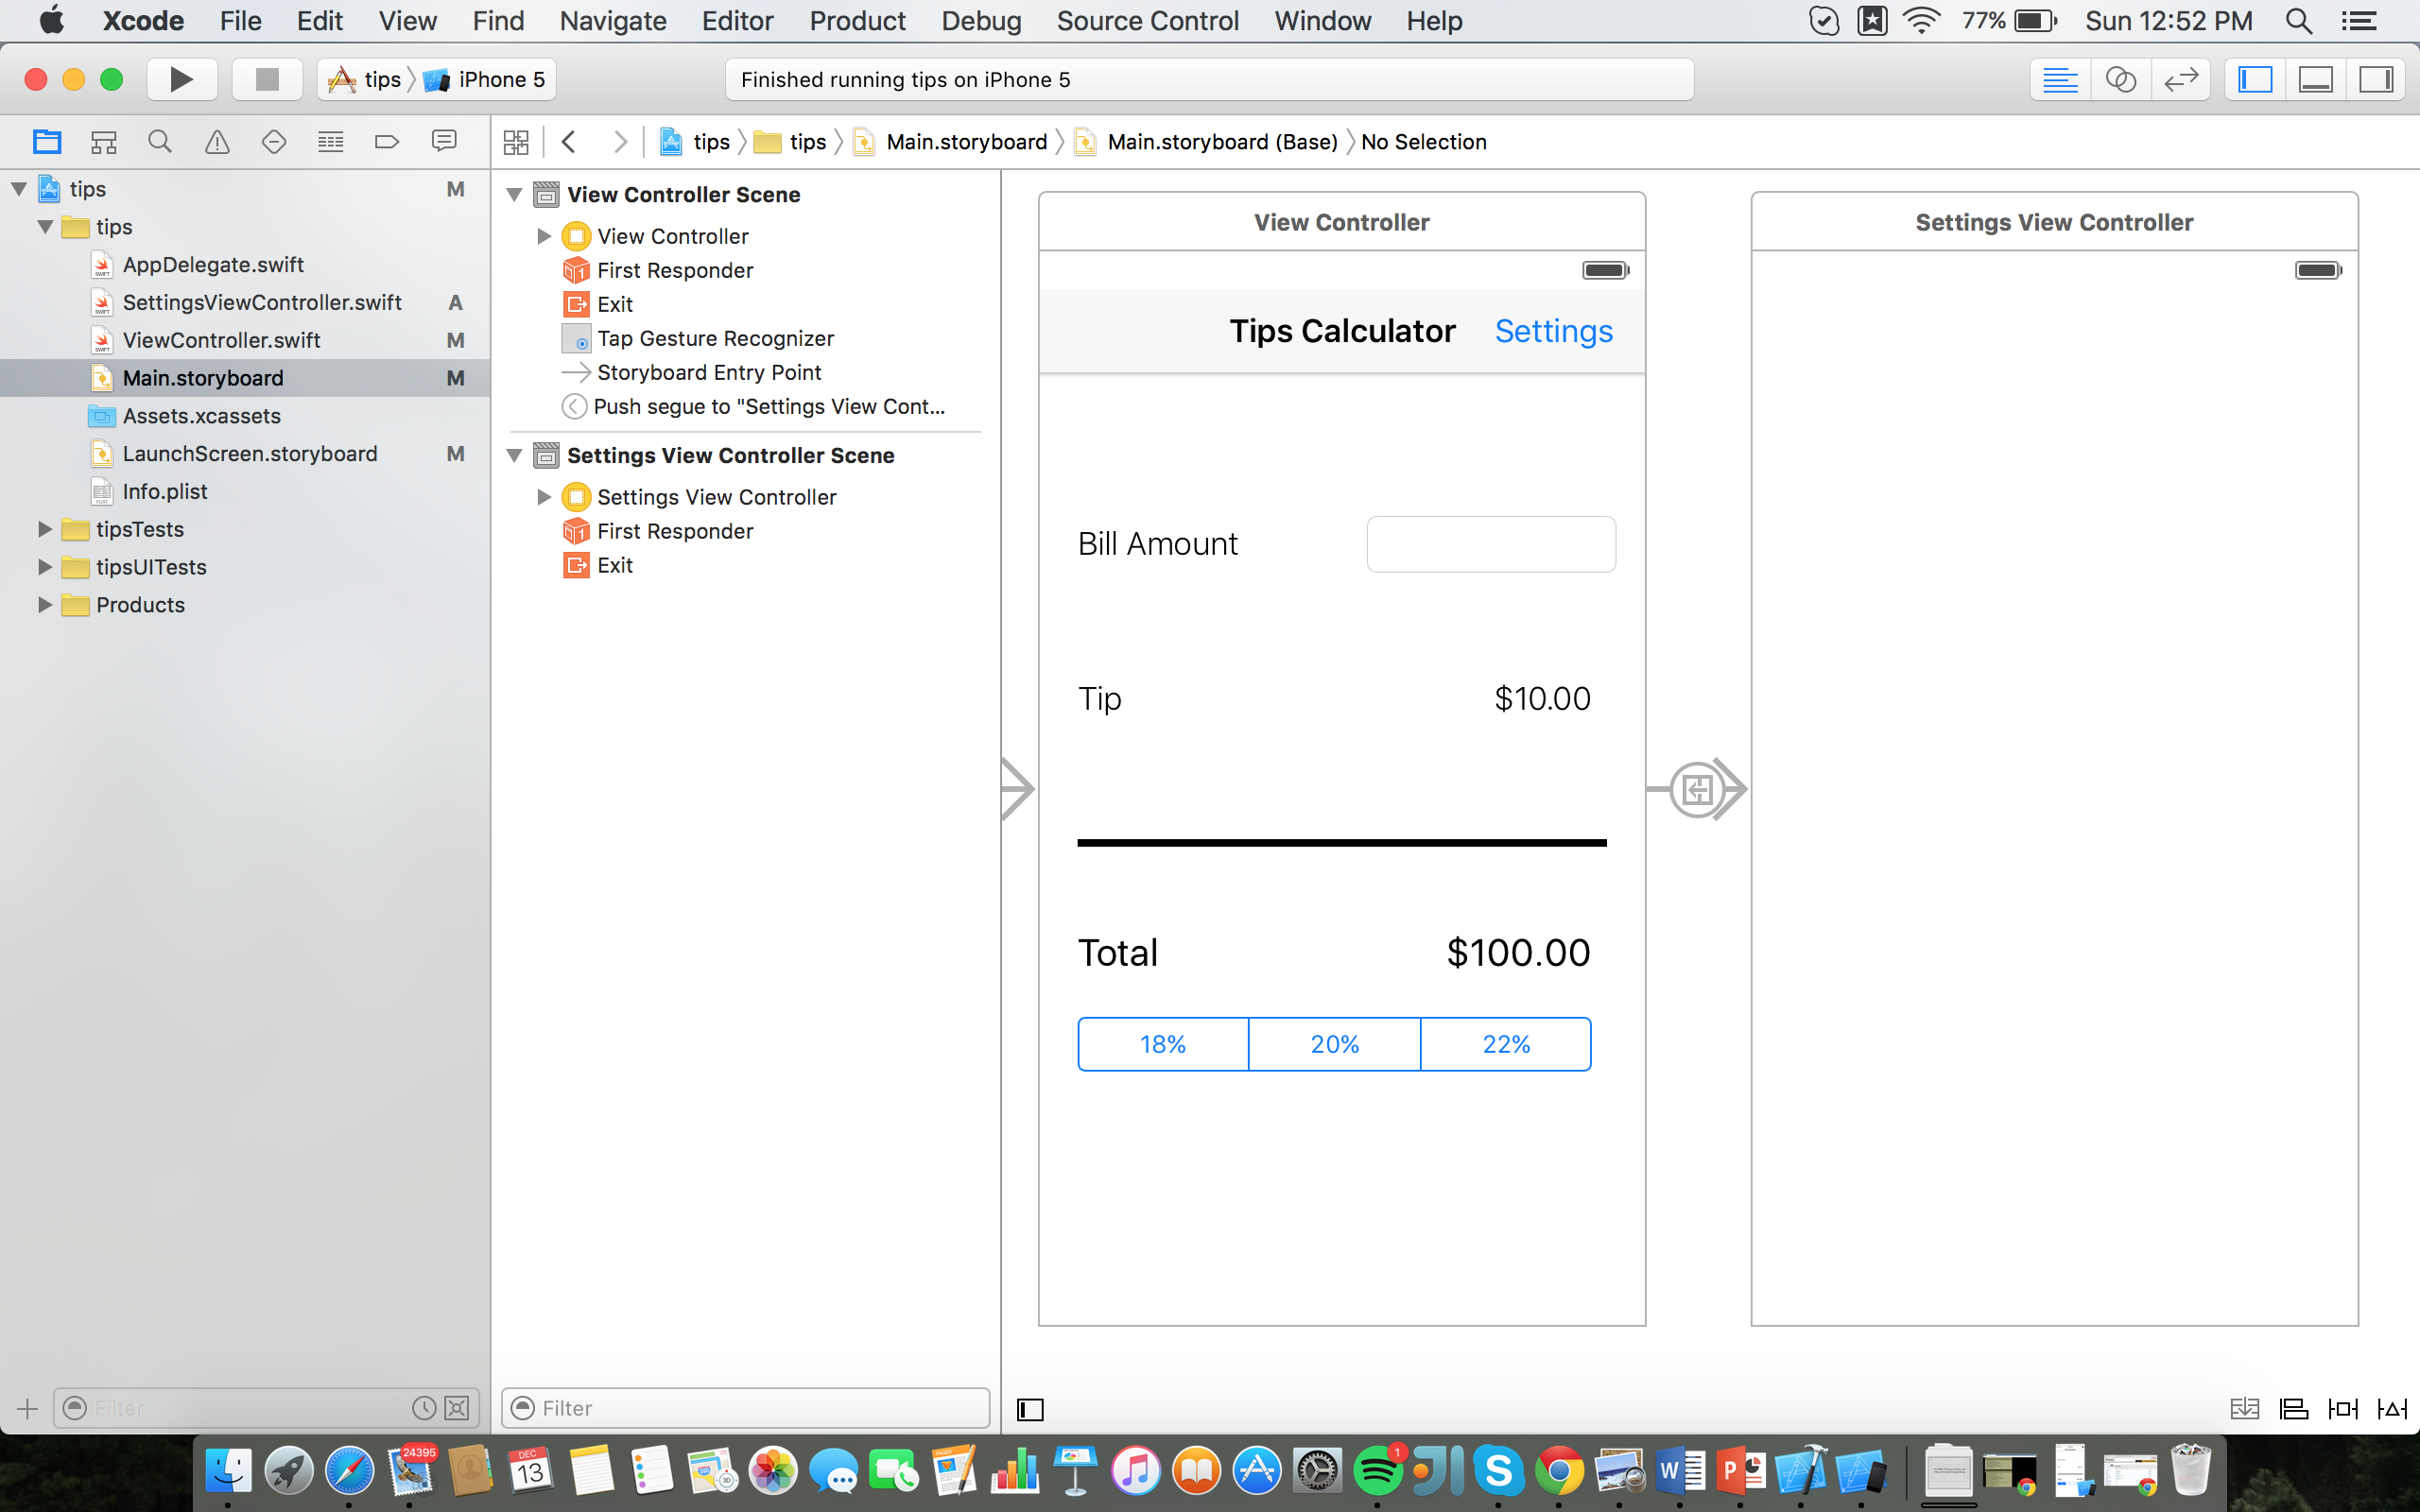 Xcode File Edit View Find Navigate Editor Product Debug Source Control Window Help 77% Sun 12:52 PM
tips iPhone 5 Finished running tips on iPhone 5
tips tips Main.storyboard Main.storyboard (Base) No Selection
tips M
tips
AppDelegate.swift
SettingsViewController.swift A
ViewController.swift M
Main.storyboard M
Assets.xcassets
LaunchScreen.storyboard M
Info.plist
tipsTests
tipsUITests
Products
Filter
View Controller Scene
View Controller
First Responder
Exit
Tap Gesture Recognizer
Storyboard Entry Point
Push segue to "Settings View Cont...
Settings View Controller Scene
Settings View Controller
First Responder
Exit
Filter
View Controller
Tips Calculator Settings
Bill Amount
Tip $10.00
Total $100.00
18% 20% 22%
Settings View Controller
24395
DEC
13
PAGES
3D
1
S
W
P